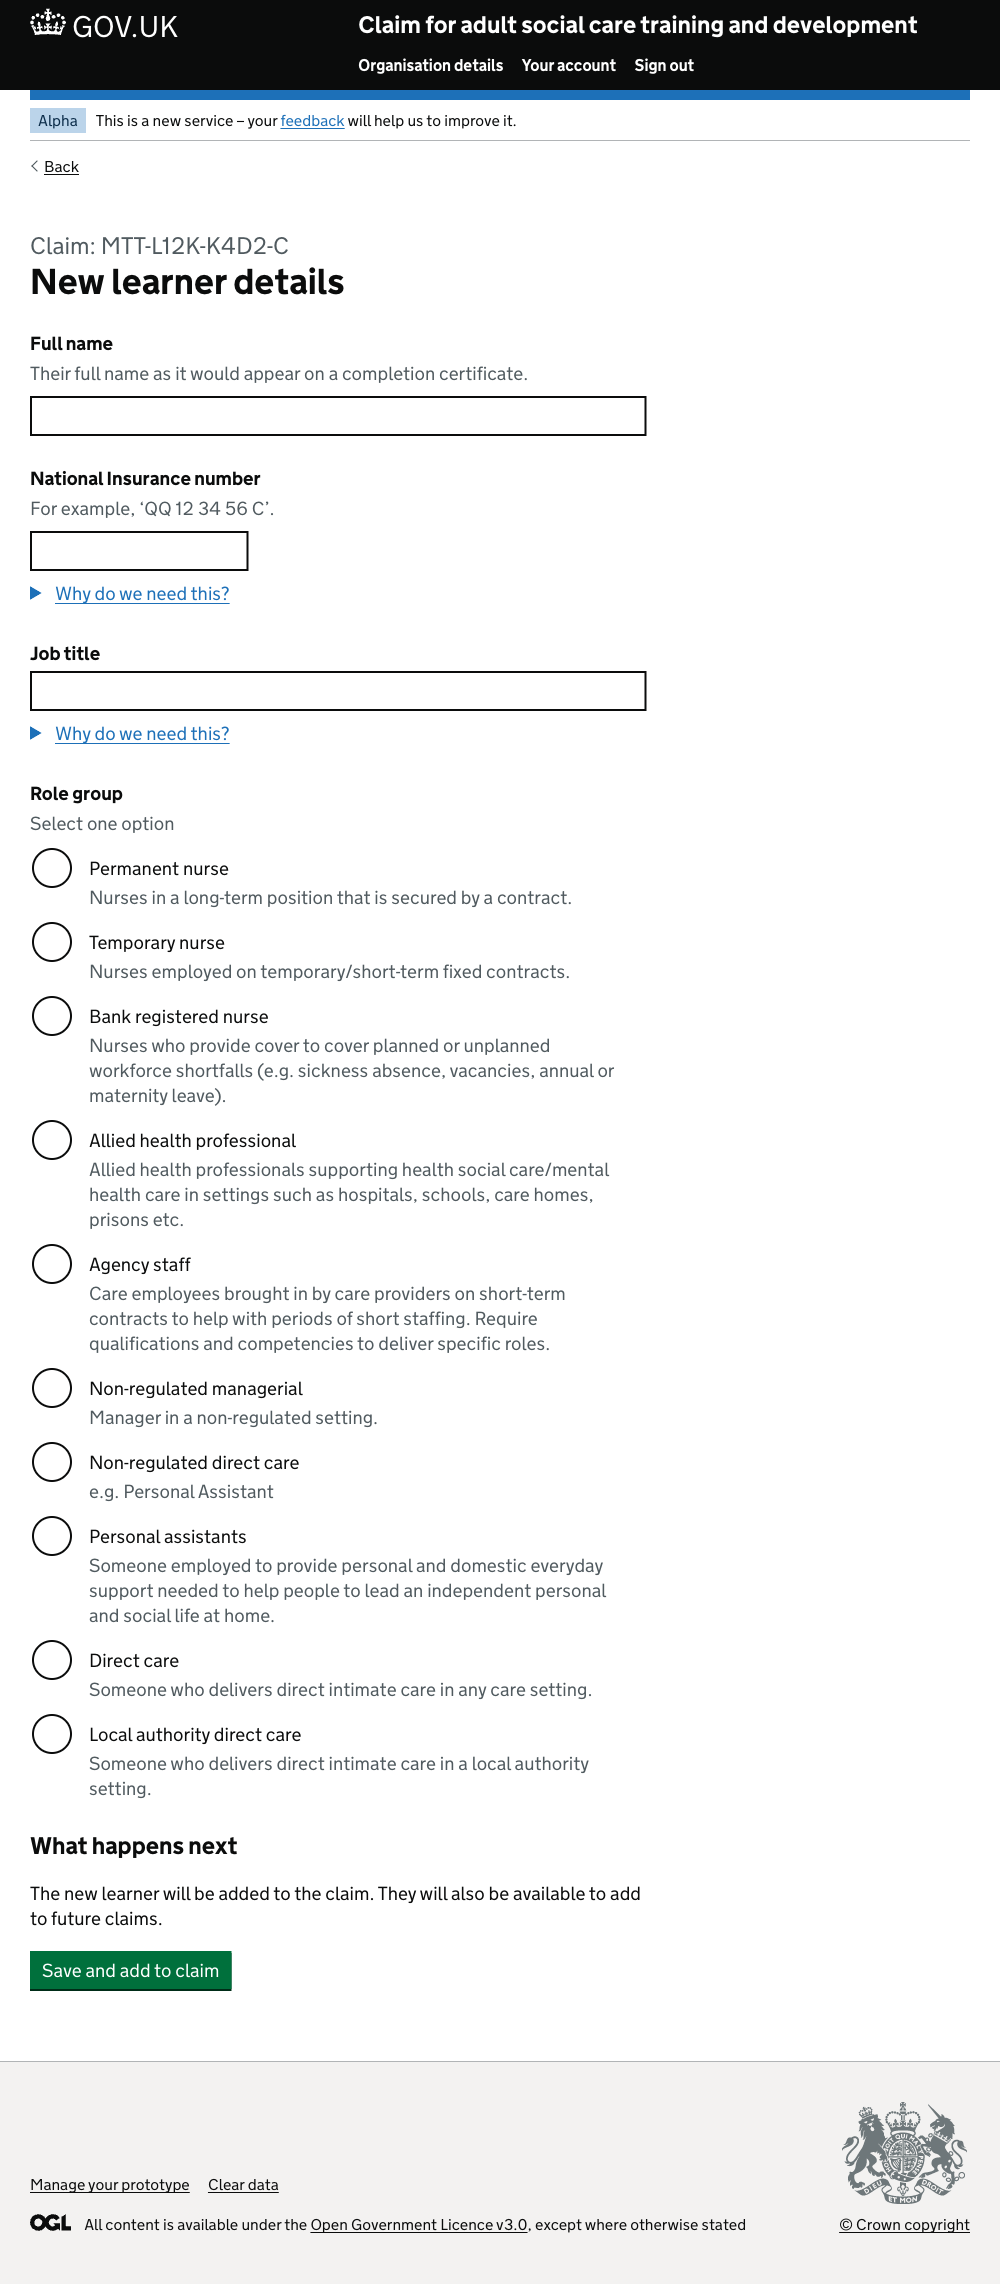 GOV.UK
Claim for adult social care training and development
Organisation details Your account Sign out
Alpha This is a new service – your feedback will help us to improve it.
Back
Claim: MTT-L12K-K4D2-C
New learner details
Full name
Their full name as it would appear on a completion certificate.
National Insurance number
For example, ‘QQ 12 34 56 C’.
Why do we need this?
Job title
Why do we need this?
Role group
Select one option
Permanent nurse
Nurses in a long-term position that is secured by a contract.
Temporary nurse
Nurses employed on temporary/short-term fixed contracts.
Bank registered nurse
Nurses who provide cover to cover planned or unplanned
workforce shortfalls (e.g. sickness absence, vacancies, annual or
maternity leave).
Allied health professional
Allied health professionals supporting health social care/mental
health care in settings such as hospitals, schools, care homes,
prisons etc.
Agency staff
Care employees brought in by care providers on short-term
contracts to help with periods of short staffing. Require
qualifications and competencies to deliver specific roles.
Non-regulated managerial
Manager in a non-regulated setting.
Non-regulated direct care
e.g. Personal Assistant
Personal assistants
Someone employed to provide personal and domestic everyday
support needed to help people to lead an independent personal
and social life at home.
Direct care
Someone who delivers direct intimate care in any care setting.
Local authority direct care
Someone who delivers direct intimate care in a local authority
setting.
What happens next
The new learner will be added to the claim. They will also be available to add
to future claims.
Save and add to claim
Manage your prototype Clear data
DIEU ET MON DROIT
OGL All content is available under the Open Government Licence v3.0, except where otherwise stated
© Crown copyright